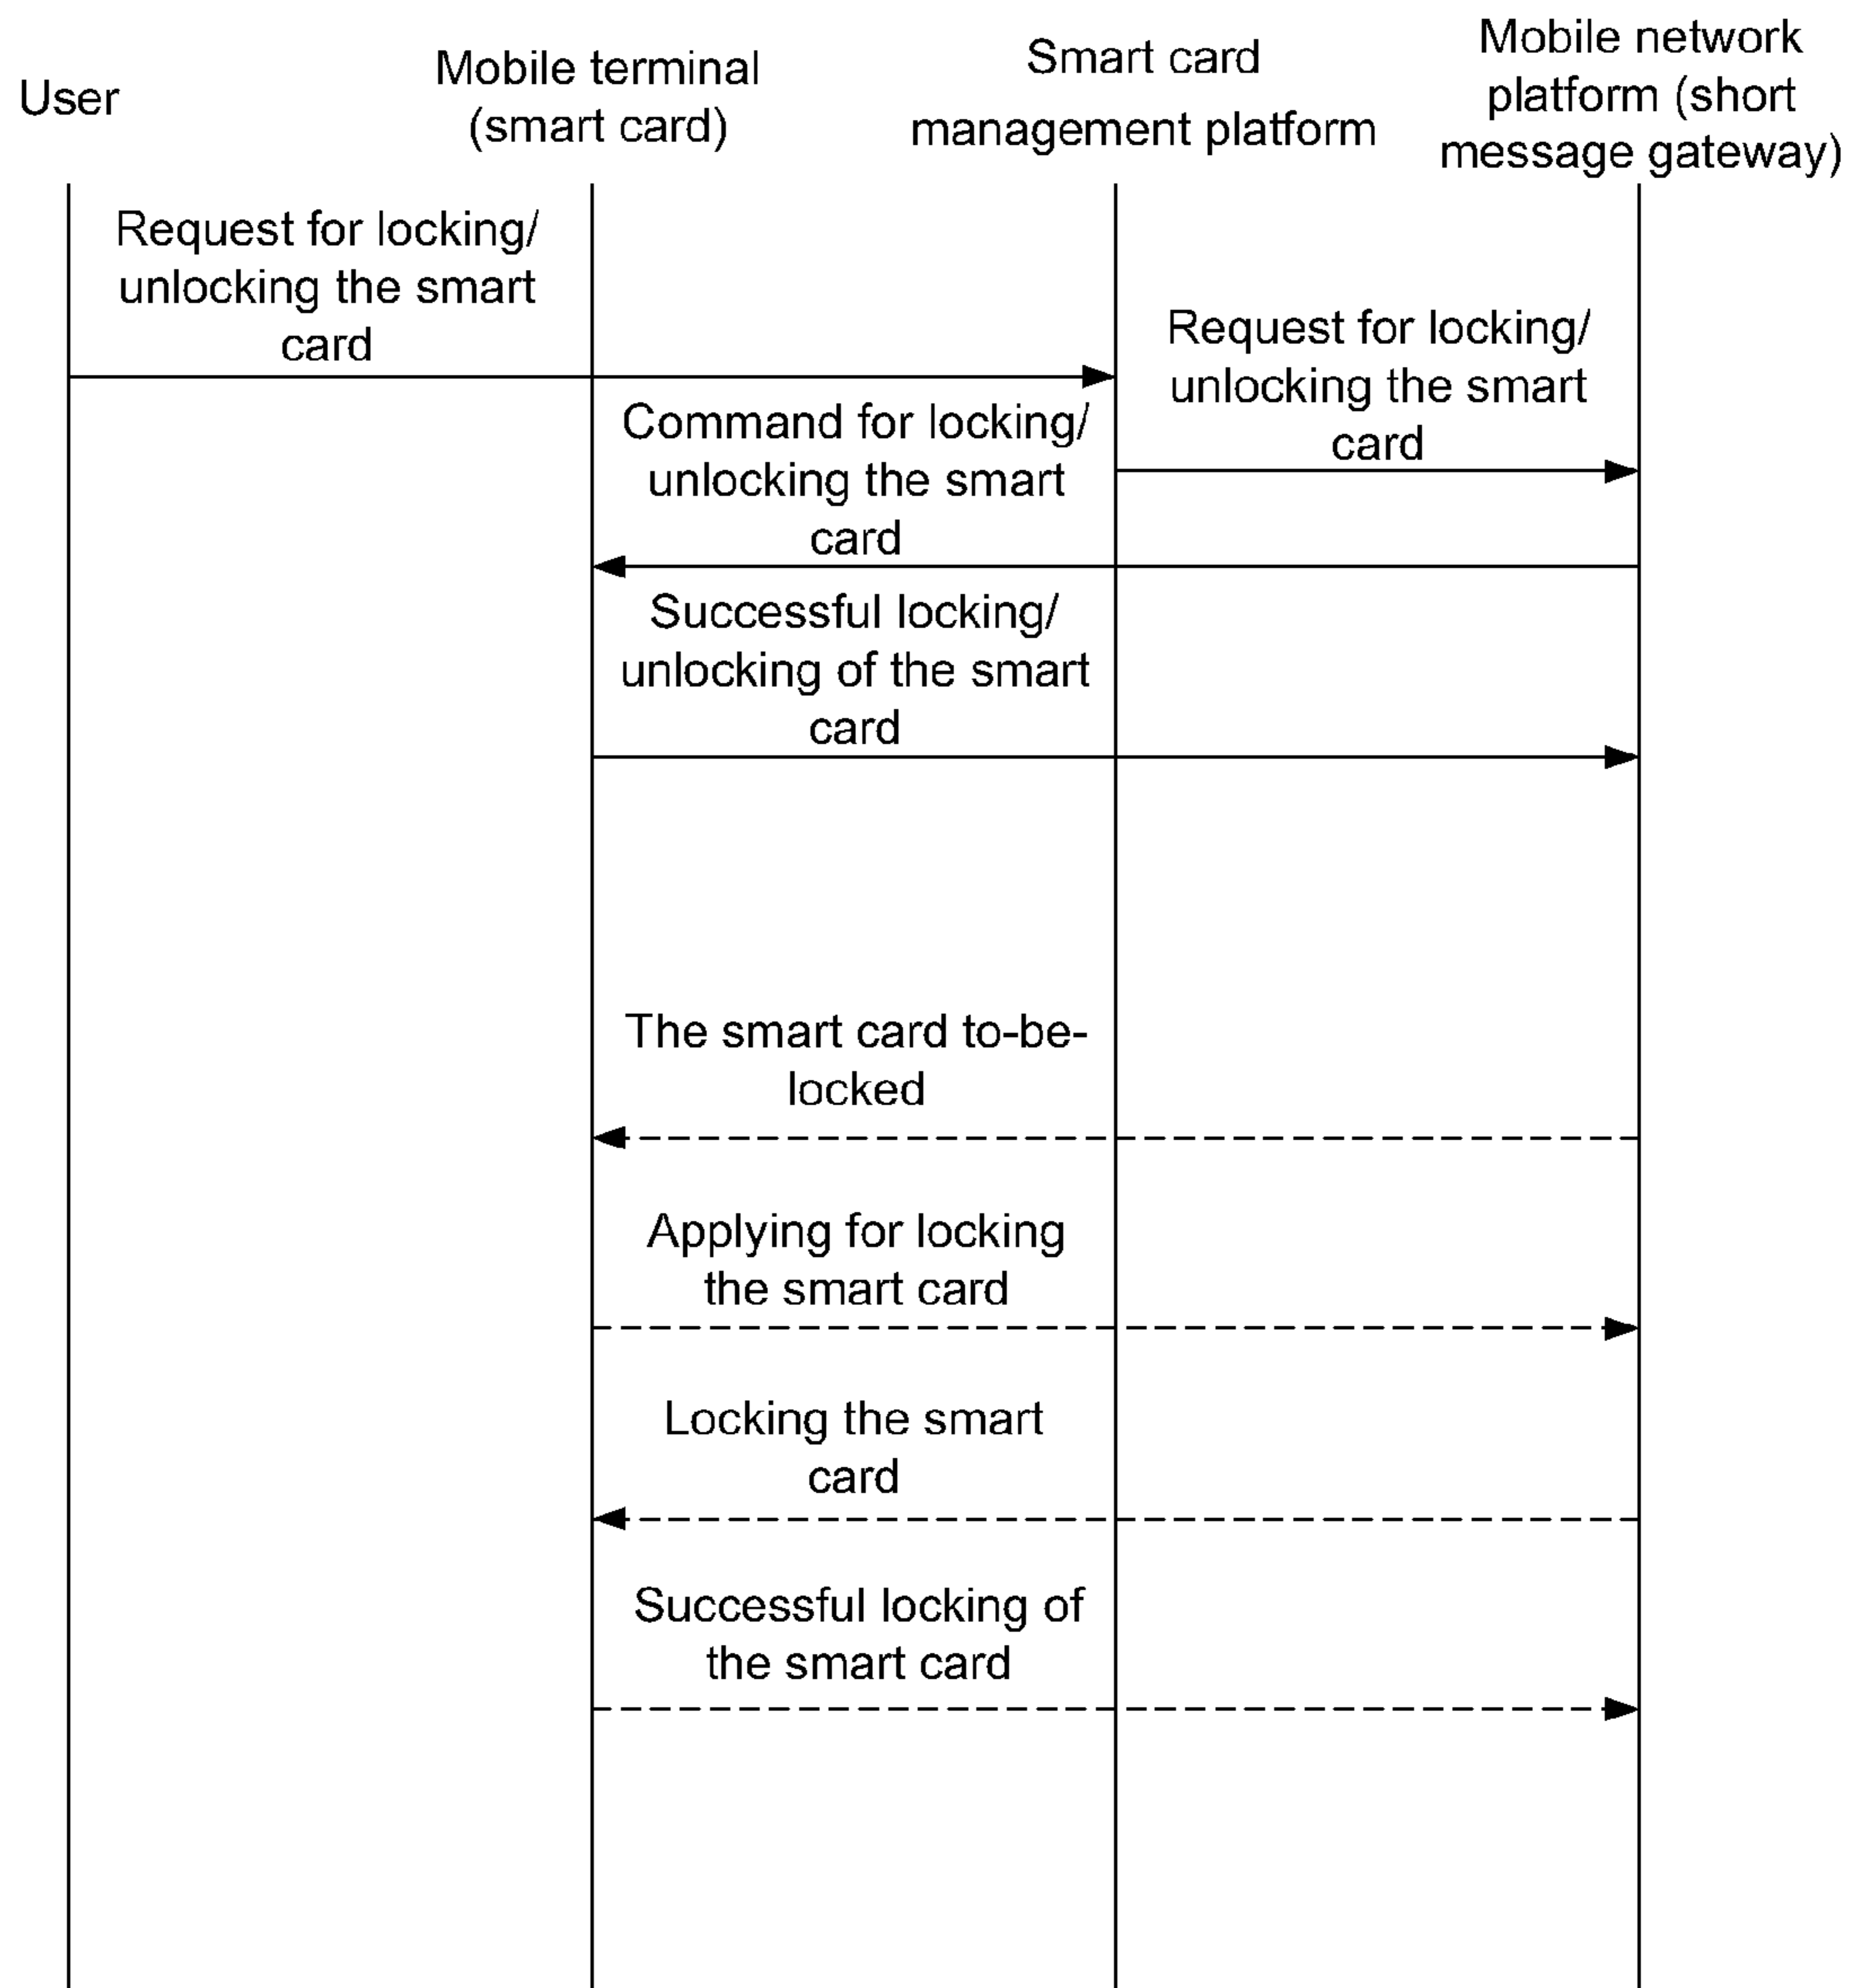 User
Mobile terminal
(smart card)
Smart card
management platform
Mobile network
platform (short
message gateway)
Request for locking/
unlocking the smart
card
Request for locking/
unlocking the smart
card
Command for locking/
unlocking the smart
card
Successful locking/
unlocking of the smart
card
The smart card to-be-
locked
Applying for locking
the smart card
Locking the smart
card
Successful locking of
the smart card